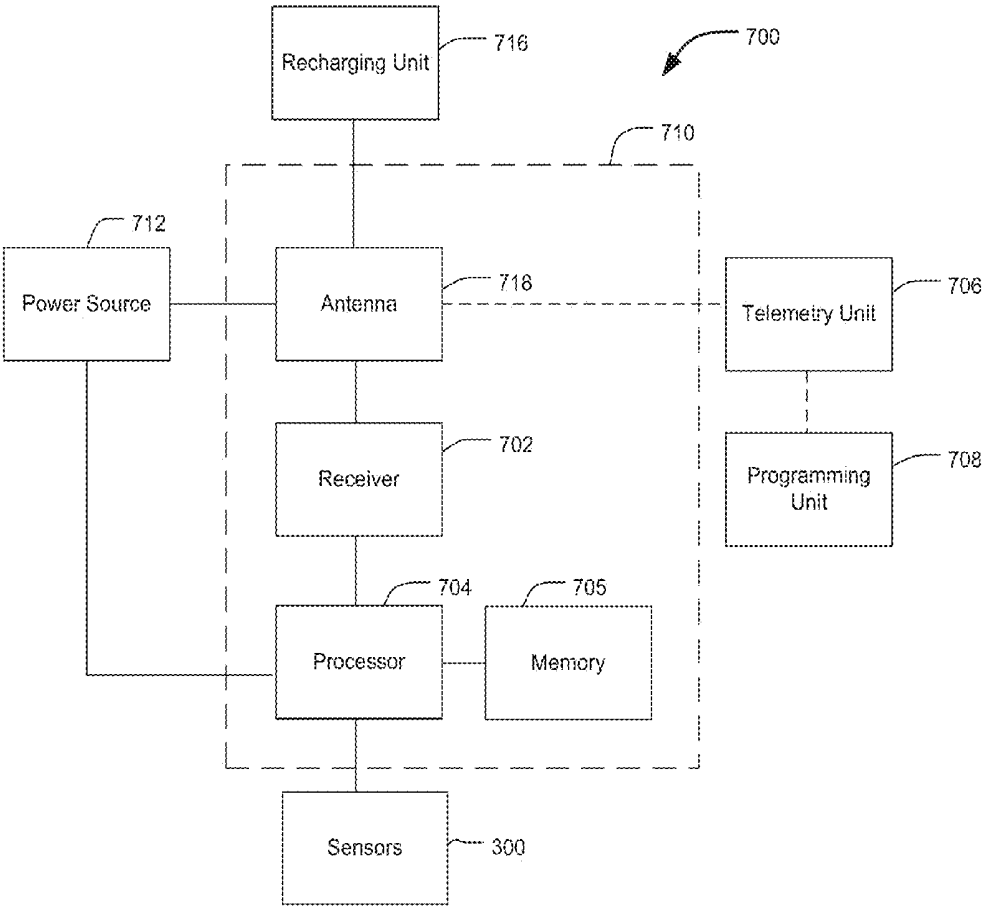 Recharging Unit
716
700
710
712
Power Source
Antenna
718
Telemetry Unit
706
Receiver
702
Programming
Unit
708
704
705
Processor
Memory
Sensors
300